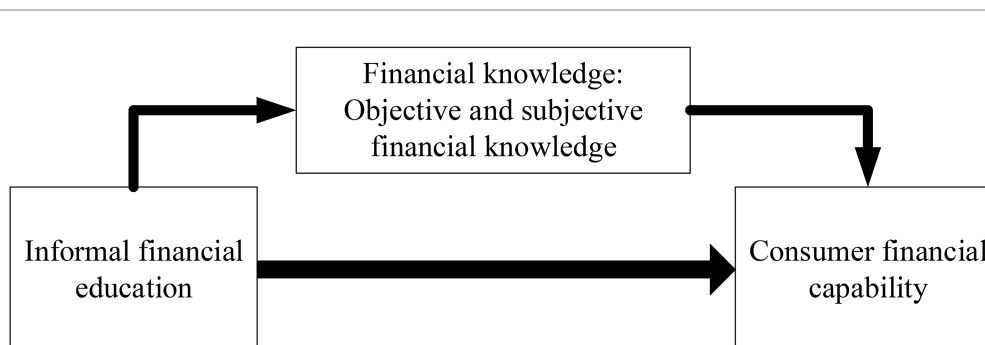 Financial knowledge:
Objective and subjective
financial knowledge
Informal financial
education
Consumer financial
capability